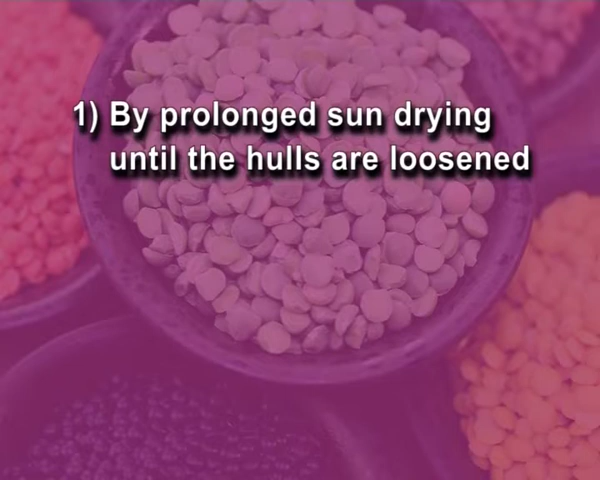 1) By prolonged sun drying
until the hulls are loosened